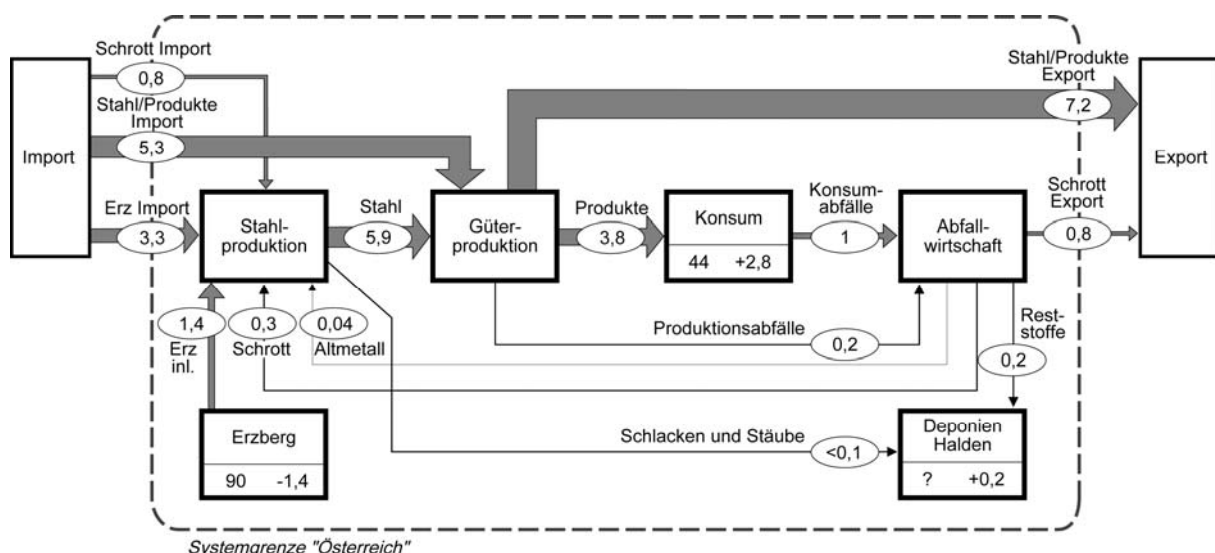 Schrott Import
0,8
Stahl/Produkte
Import
5,3
Import
Erz Import
3,3
Stahl-
produktion
Stahl
5,9
Güter-
produktion
Produkte
3,8
Konsum
44 +2,8
Konsum-
abfälle
1
Abfall-
wirtschaft
Stahl/Produkte
Export
7,2
Schrott
Export
0,8
Export
1,4
Erz
inl.
0,3
Schrott
0,04
Altmetall
Produktionsabfälle
0,2
Rest-
stoffe
0,2
Erzberg
90 -1,4
Schlacken und Stäube
<0,1
Deponien
Halden
? +0,2
Systemgrenze "Österreich"